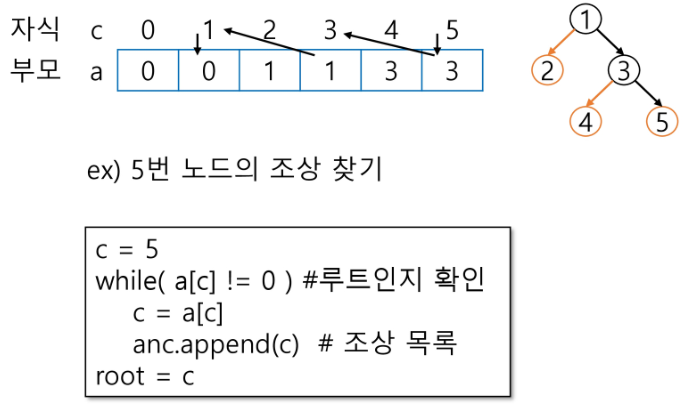 자식 c 0 1 2 3 4 5
부모 a 0 0 1 1 3 3
1
2 3
4 5
ex) 5번 노드의 조상 찾기
c = 5
while( a[c] != 0 ) #루트인지 확인
c = a[c]
anc.append(c) # 조상 목록
root = c